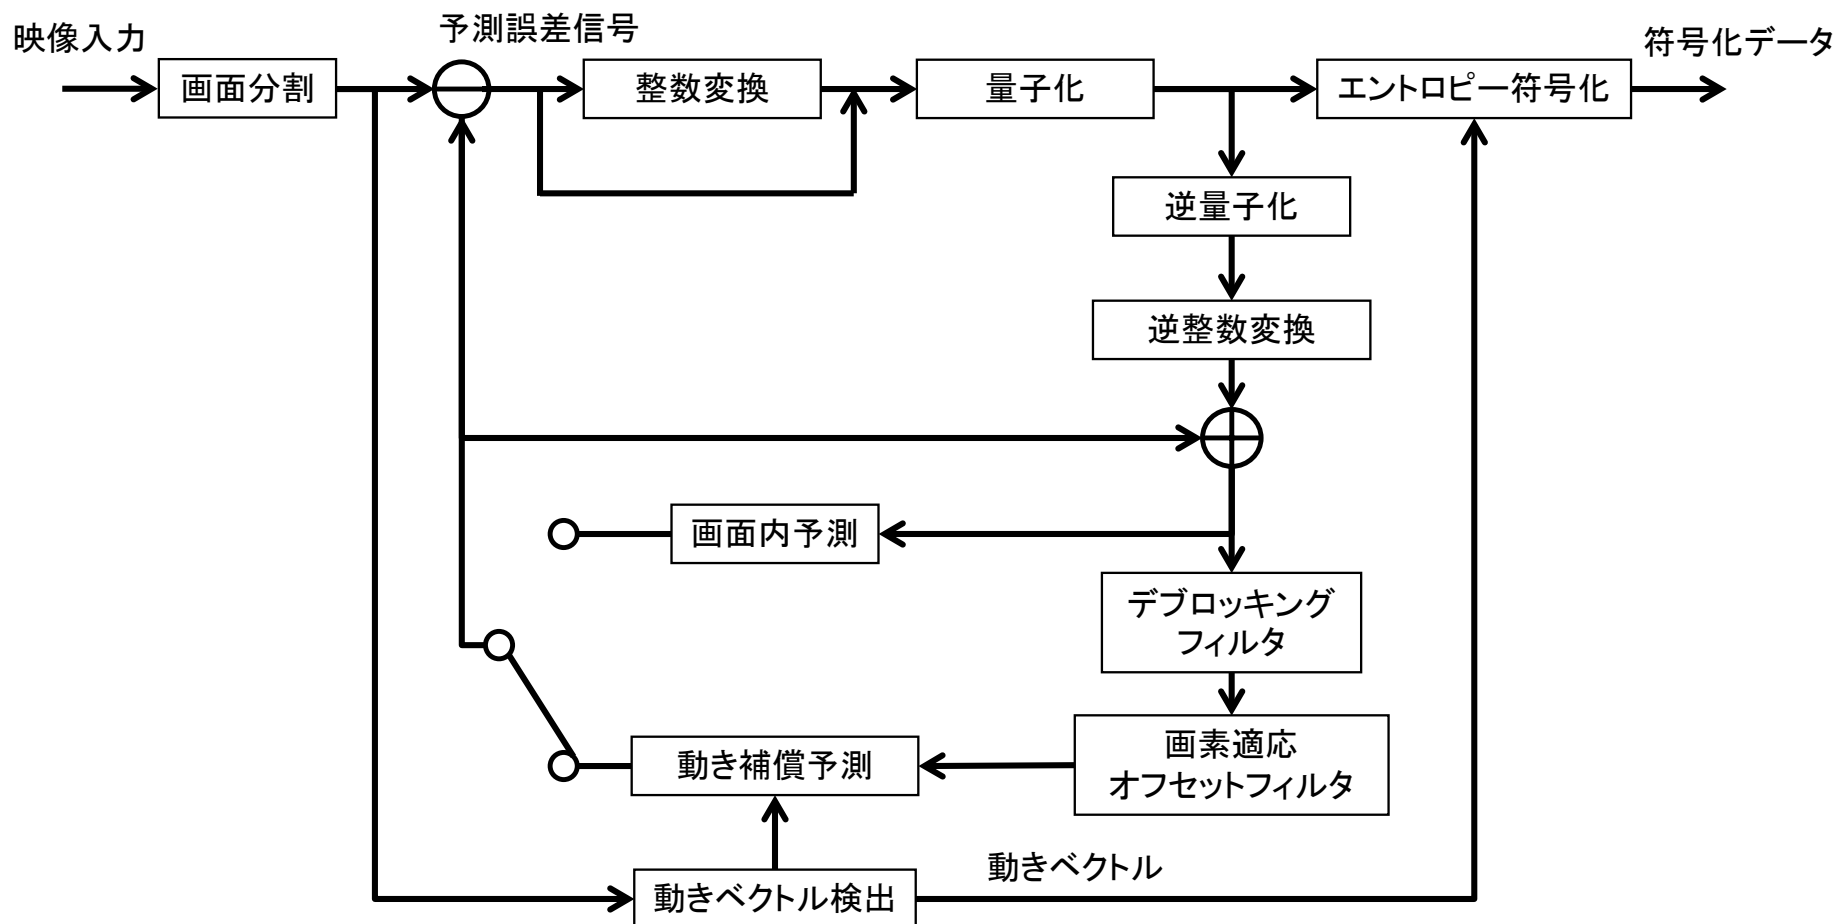 映像入力
予測誤差信号
符号化データ
画面分割
整数変換
量子化
エントロピー符号化
逆量子化
逆整数変換
画面内予測
デブロッキング
フィルタ
動き補償予測
画素適応
オフセットフィルタ
動きベクトル
動きベクトル検出